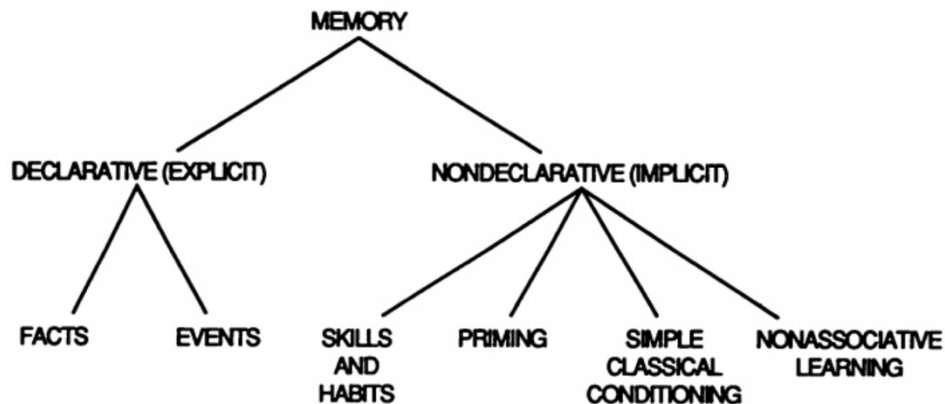 MEMORY
DECLARATIVE (EXPLICIT)
NONDECLARATIVE (IMPLICIT)
FACTS
EVENTS
SKILLS
AND
HABITS
PRIMING
SIMPLE
CLASSICAL
CONDITIONING
NONASSOCIATIVE
LEARNING